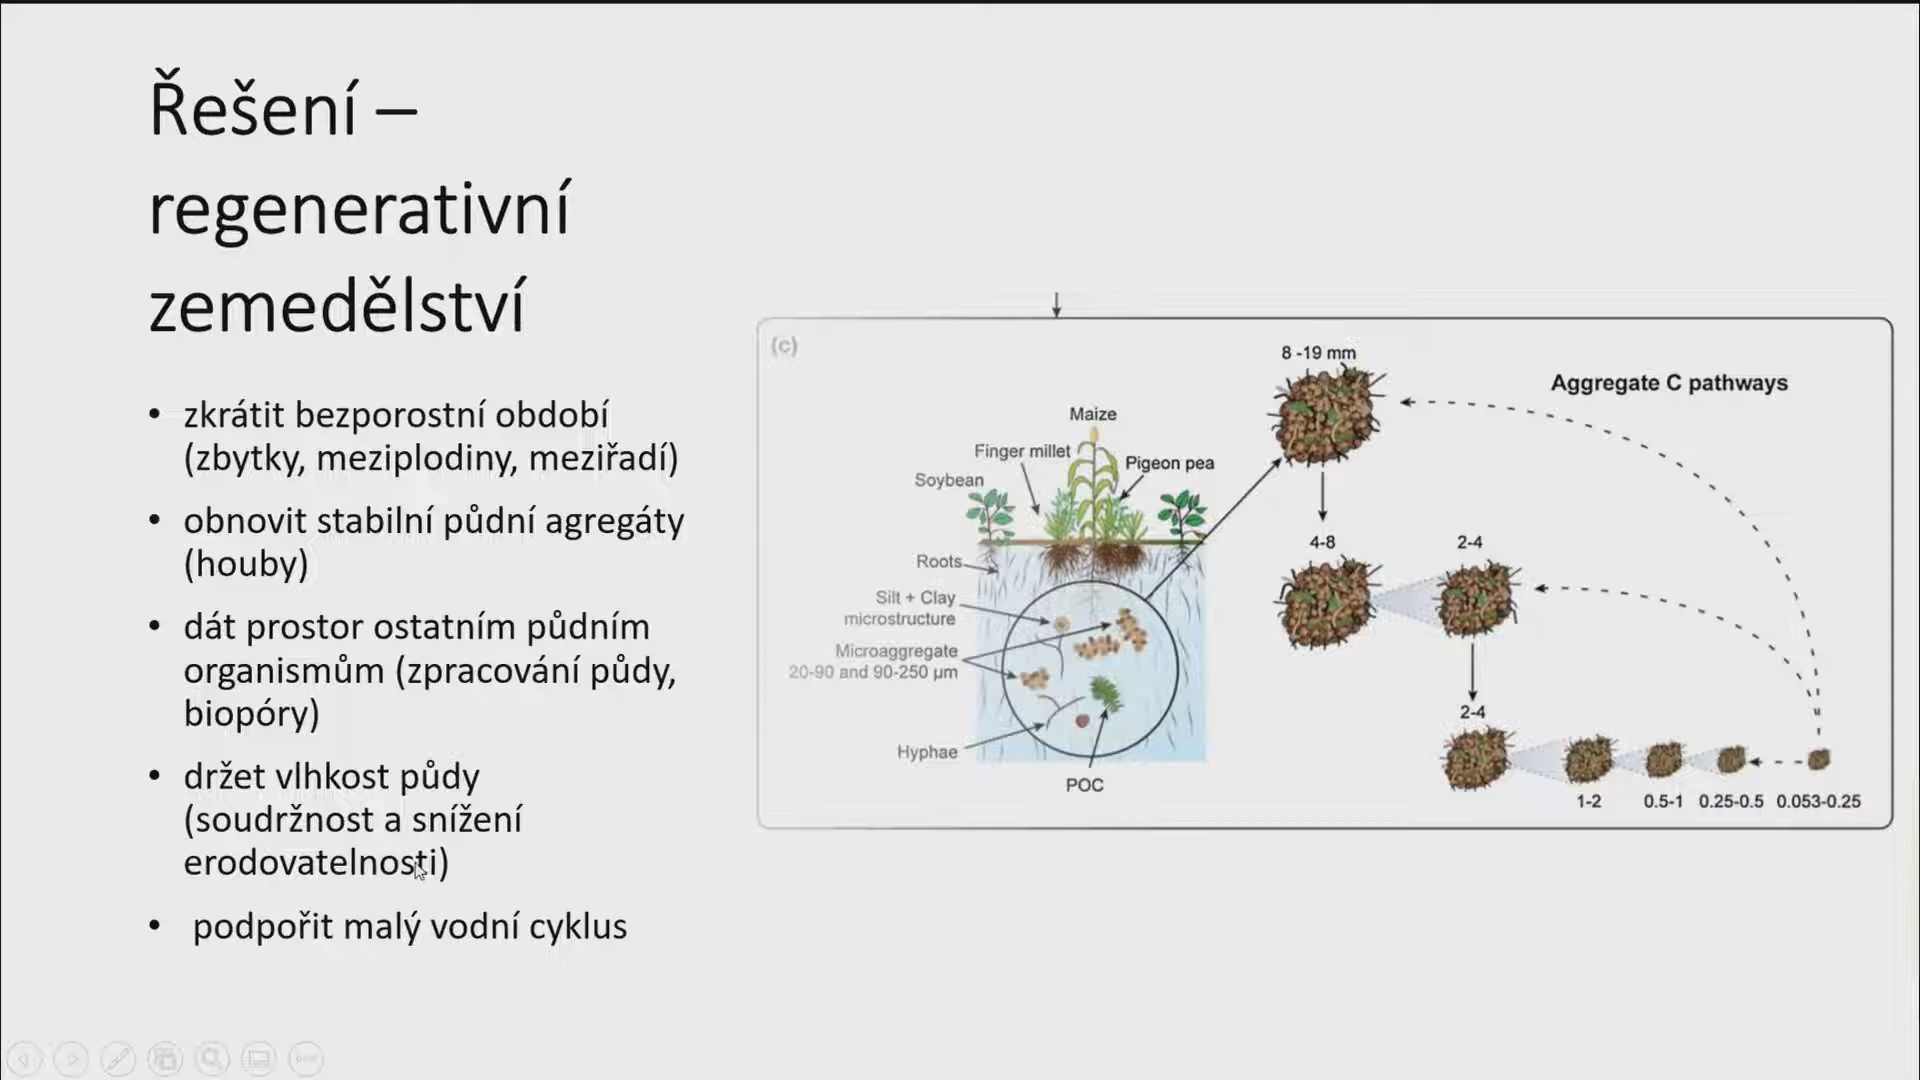 Řešení –
regenerativní
zemedělství
• zkrátit bezporostní období
(zbytky, meziplodiny, meziřadí)
• obnovit stabilní půdní agregáty
(houby)
• dát prostor ostatním půdním
organismům (zpracování půdy,
biopóry)
• držet vlhkost půdy
(soudržnost a snížení
erodovatelnosti)
• podpořit malý vodní cyklus
(c)
8 -19 mm
Aggregate C pathways
Maize
Finger millet
Pigeon pea
Soybean
4-8
2-4
Roots
Silt + Clay
microstructure
Microaggregate
20-90 and 90-250 µm
2-4
Hyphae
POC
1-2
0.5-1
0.25-0.5
0.053-0.25